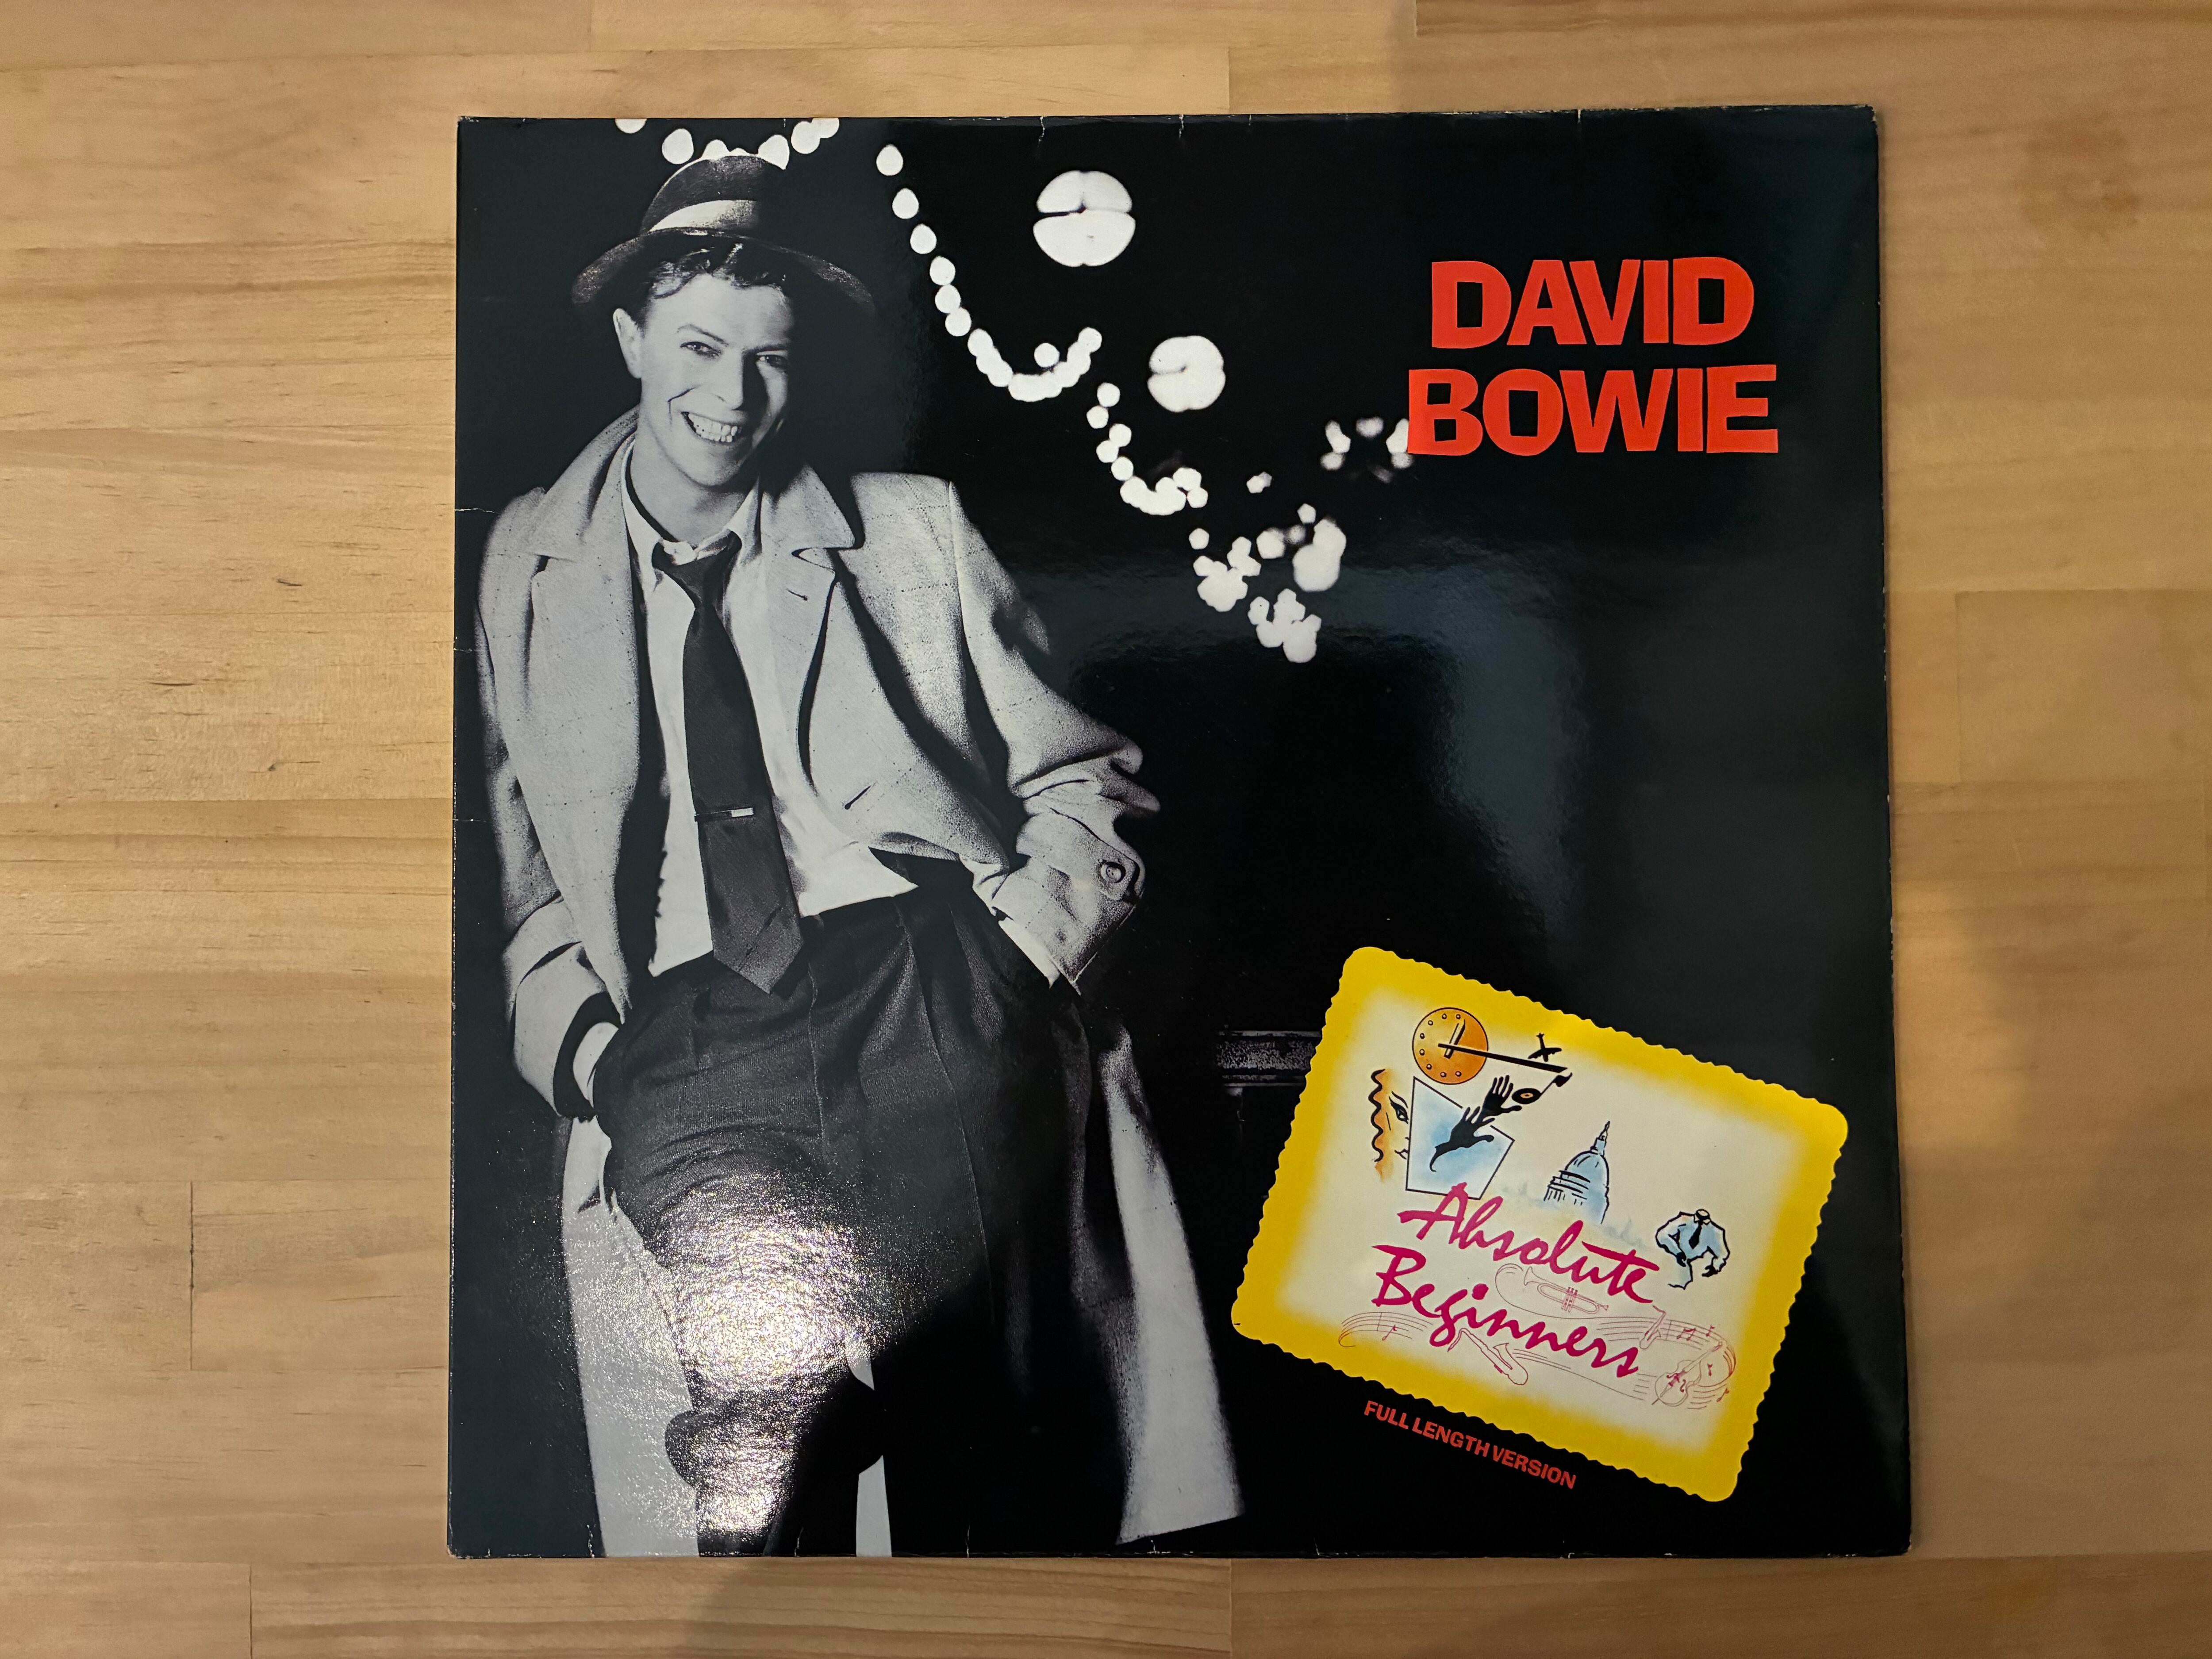 DAVID
BOWIE
Absolute
Beginners
FULL LENGTH VERSION